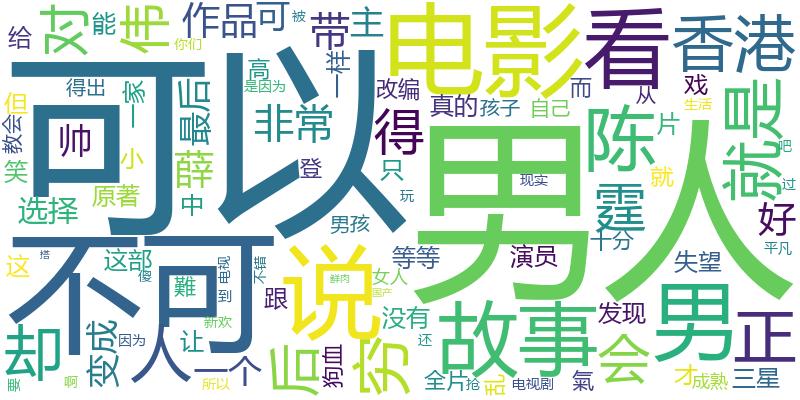 对
能
伟
你们
作品
可
被
带
主
电影
看
香港
给
可以
得出
一家
最后
高
是因为
一样
改编
真的
孩子
自己
而
从
戏
生活
但
教会
帅
小
非常
得
陈
片
就是
笑
原著
薛
中
登
只
玩
现实
男人
霆
就
吧
过
好
选择
男孩
十分
平凡
这
塔
这部
不可
傻
難
型
电视
不错
说
等等
女人
鲜肉
国产
演员
失望
却
变成
人
新欢
因为
让
一个
跟
后
狗血
穷
没有
还
故事
发现
会
男
正
要
啊
所以
全片
抢
乱
电视剧
氣
才
成熟
三星